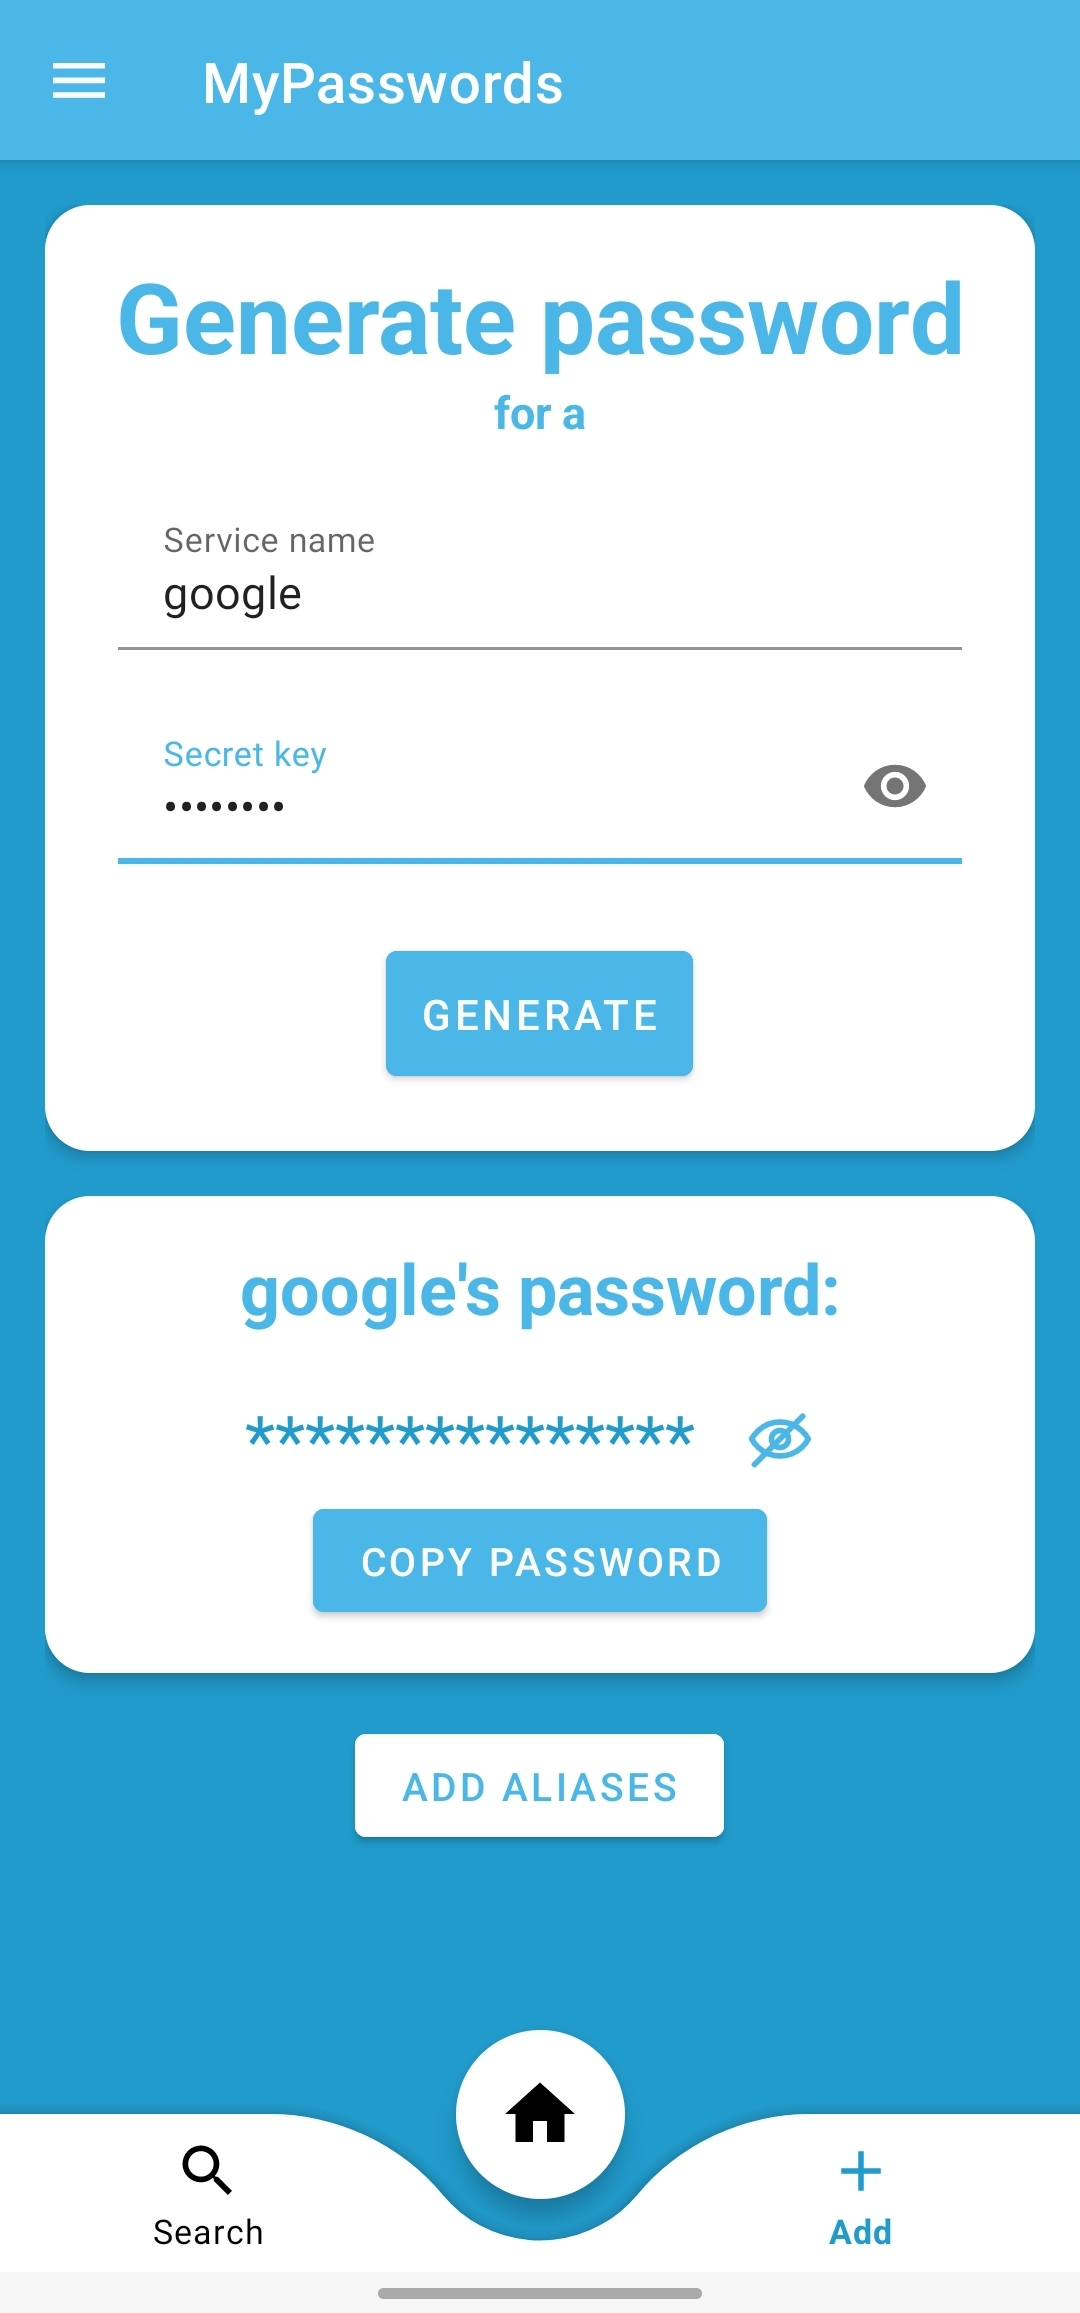 MyPasswords
Generate password
for a
Service name
google
Secret key
••••••••
GENERATE
google's password:
***************
COPY PASSWORD
ADD ALIASES
Search
Add